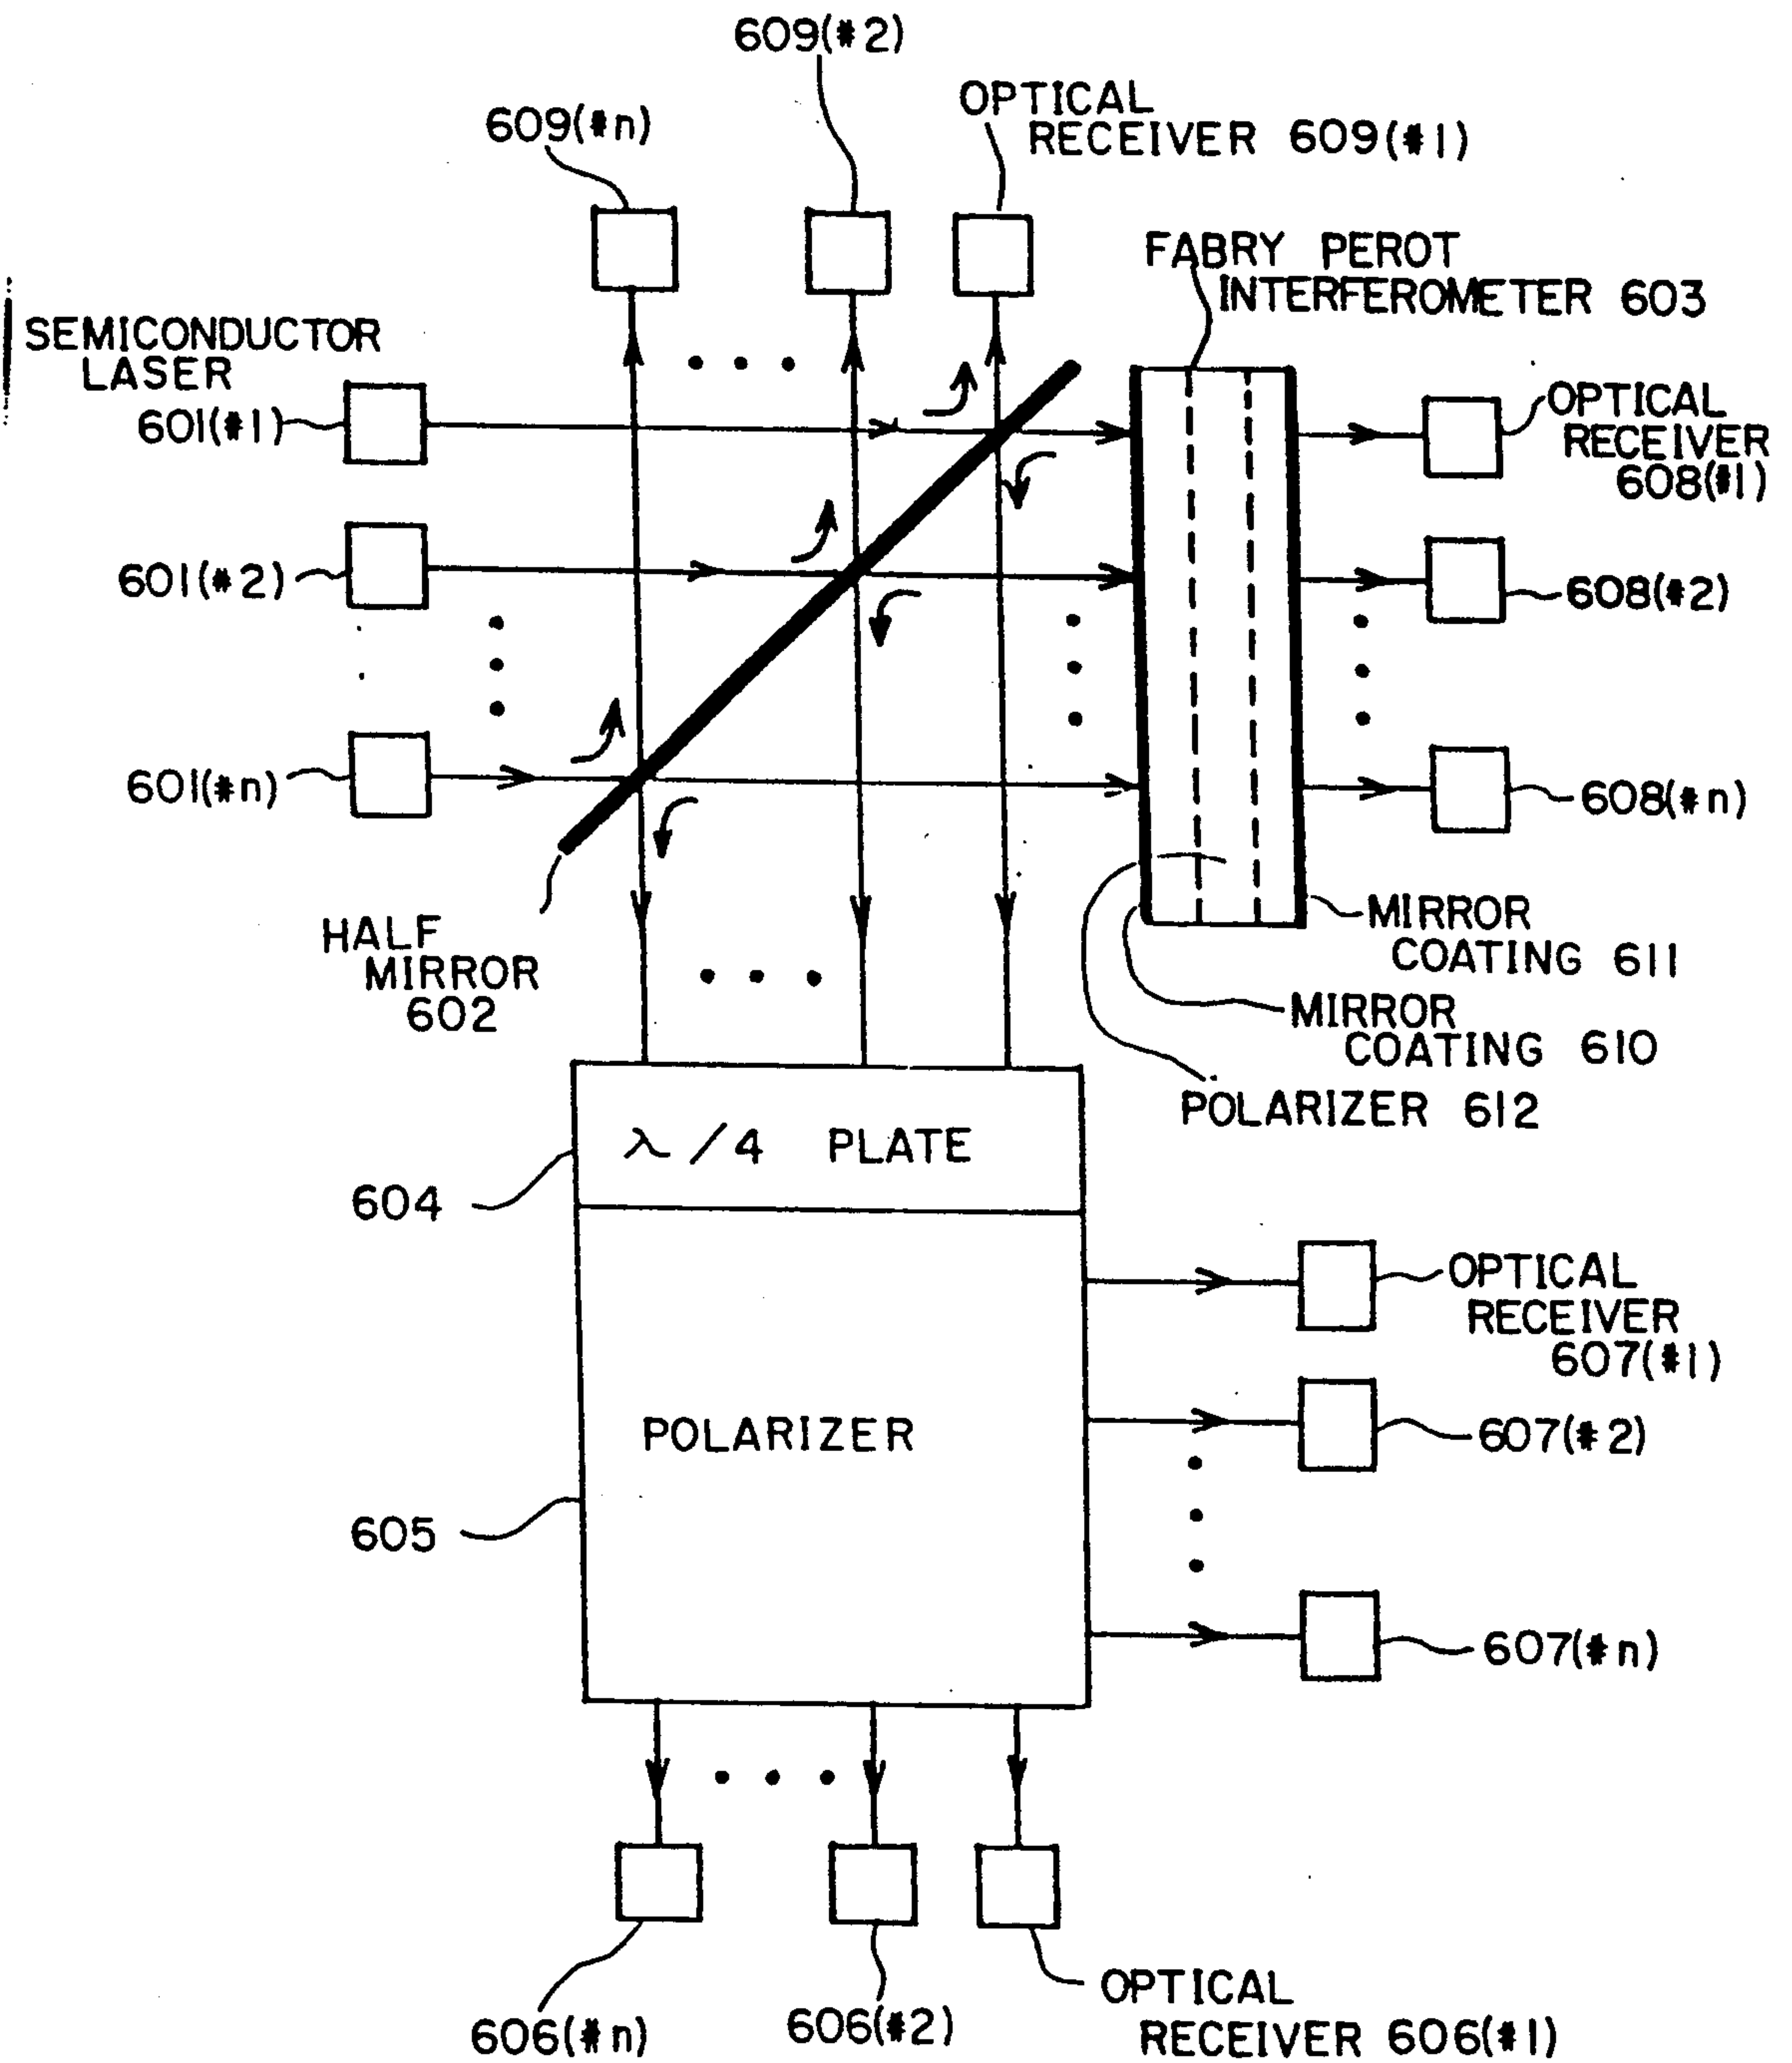 609(#2)
609(#n)
OPTICAL
RECEIVER 609(#1)
FABRY PEROT
INTERFEROMETER 603
SEMICONDUCTOR
LASER
601(#1)
OPTICAL
RECEIVER
608(#1)
601(#2)
608(#2)
601(#n)
608(#n)
HALF
MIRROR
602
MIRROR
COATING 611
MIRROR
COATING 610
POLARIZER 612
λ/4 PLATE
604
OPTICAL
RECEIVER
607(#1)
POLARIZER
607(#2)
605
607(#n)
606(#n)
606(#2)
OPTICAL
RECEIVER 606(#1)